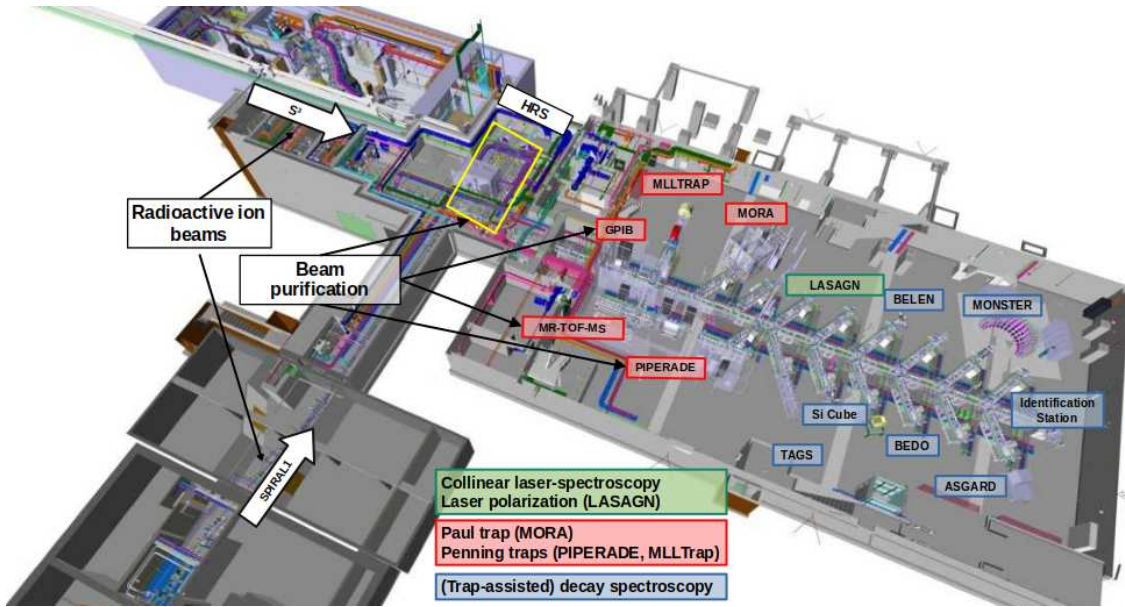 S³
HRS
MLLTRAP
MORA
Radioactive ion
beams
GPIB
Beam
purification
LASAGN
BELEN
MONSTER
MR-TOF-MS
PIPERADE
Si Cube
Identification
Station
BEDO
TAGS
SPIRAL1
ASGARD
Collinear laser-spectroscopy
Laser polarization (LASAGN)
Paul trap (MORA)
Penning traps (PIPERADE, MLLTrap)
(Trap-assisted) decay spectroscopy